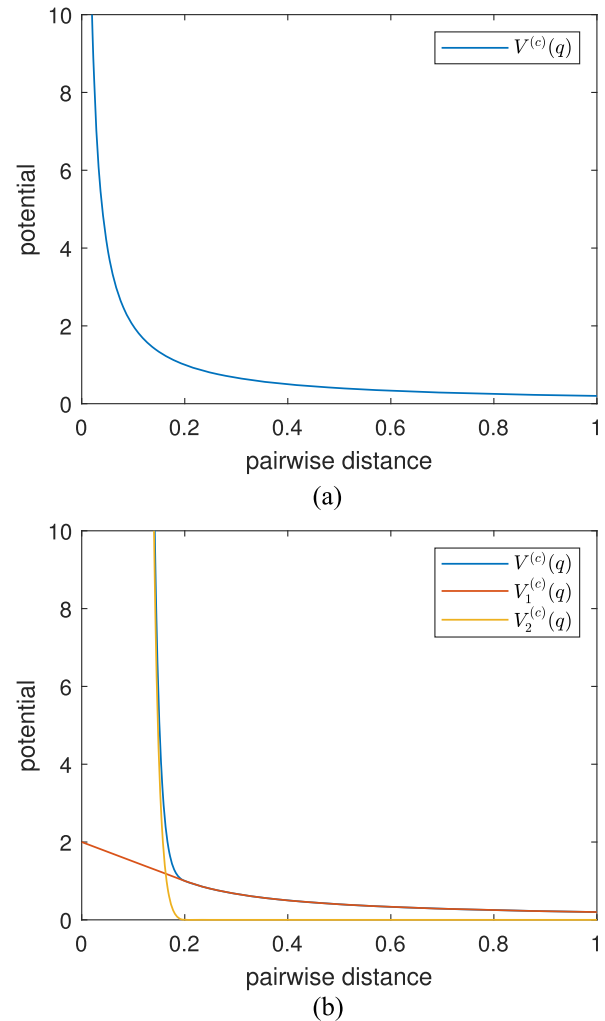 10
8
6
4
2
0
potential
V^{(c)}(q)
0 0.2 0.4 0.6 0.8 1
pairwise distance
(a)
10
8
6
4
2
0
potential
V^{(c)}(q)
V_1^{(c)}(q)
V_2^{(c)}(q)
0 0.2 0.4 0.6 0.8 1
pairwise distance
(b)